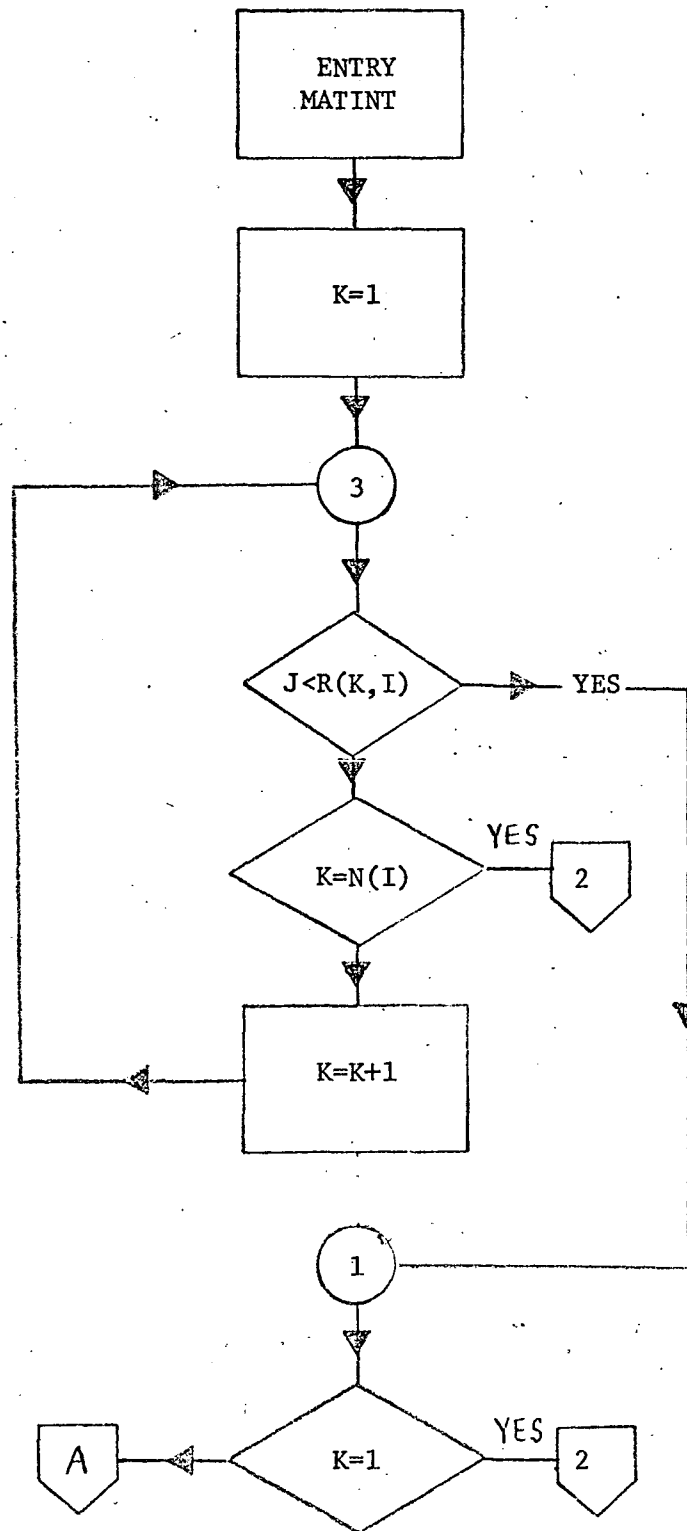 ENTRY
MATINT
K=1
3
J<R(K,I)
YES
K=N(I)
YES
2
K=K+1
1
A
K=1
YES
2